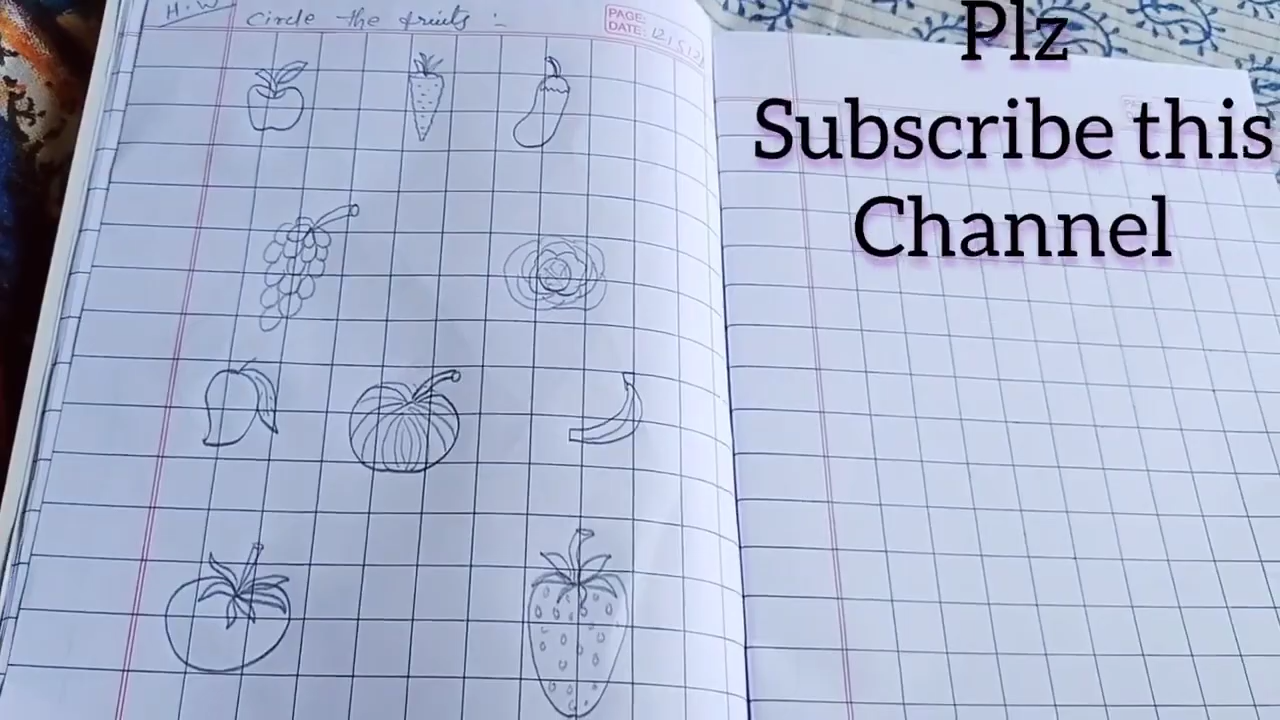 H.W
Circle the fruits :-
PAGE:
DATE:
Plz
Subscribe this
Channel